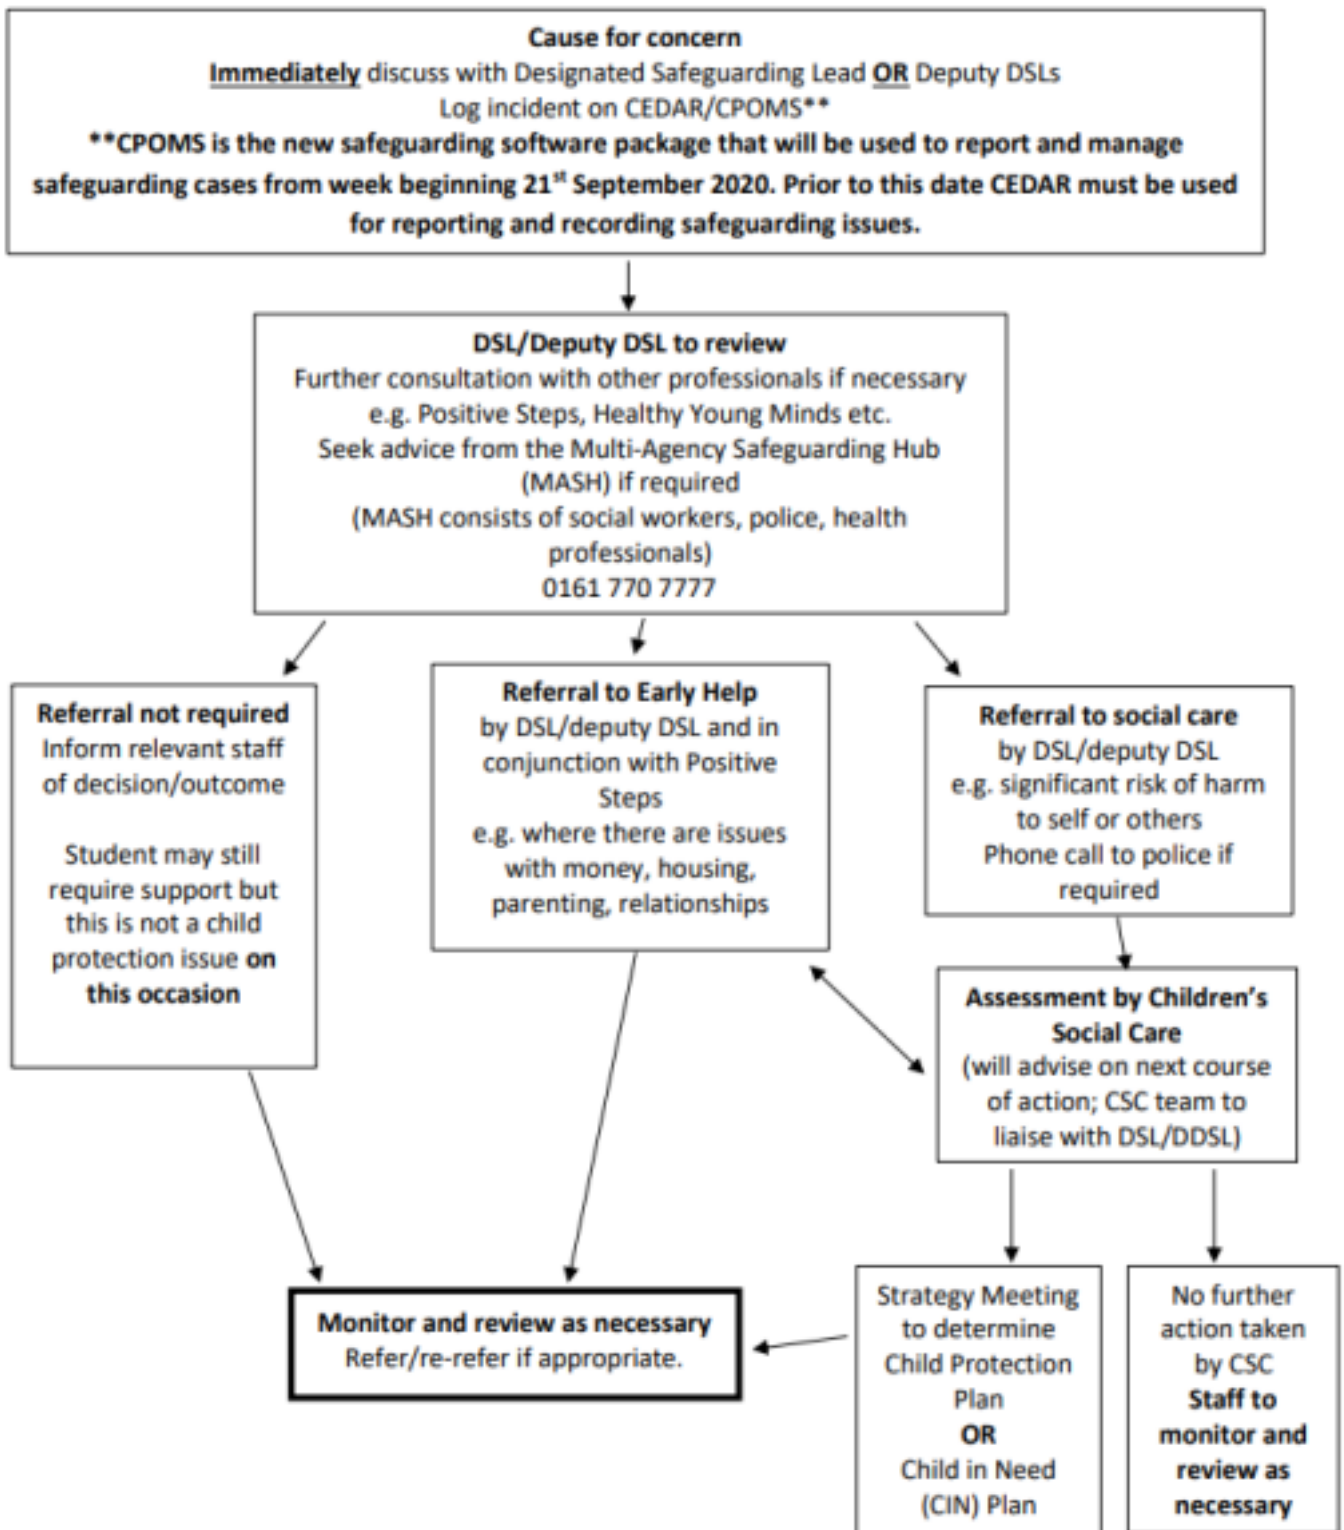 Cause for concern
Immediately discuss with Designated Safeguarding Lead OR Deputy DSLs
Log incident on CEDAR/CPOMS**
**CPOMS is the new safeguarding software package that will be used to report and manage
safeguarding cases from week beginning 21st September 2020. Prior to this date CEDAR must be used
for reporting and recording safeguarding issues.
DSL/Deputy DSL to review
Further consultation with other professionals if necessary
e.g. Positive Steps, Healthy Young Minds etc.
Seek advice from the Multi-Agency Safeguarding Hub
(MASH) if required
(MASH consists of social workers, police, health
professionals)
0161 770 7777
Referral not required
Inform relevant staff
of decision/outcome
Student may still
require support but
this is not a child
protection issue on
this occasion
Referral to Early Help
by DSL/deputy DSL and in
conjunction with Positive
Steps
e.g. where there are issues
with money, housing,
parenting, relationships
Referral to social care
by DSL/deputy DSL
e.g. significant risk of harm
to self or others
Phone call to police if
required
Assessment by Children's
Social Care
(will advise on next course
of action; CSC team to
liaise with DSL/DDSL)
Monitor and review as necessary
Refer/re-refer if appropriate.
Strategy Meeting
to determine
Child Protection
Plan
OR
Child in Need
(CIN) Plan
No further
action taken
by CSC
Staff to
monitor and
review as
necessary